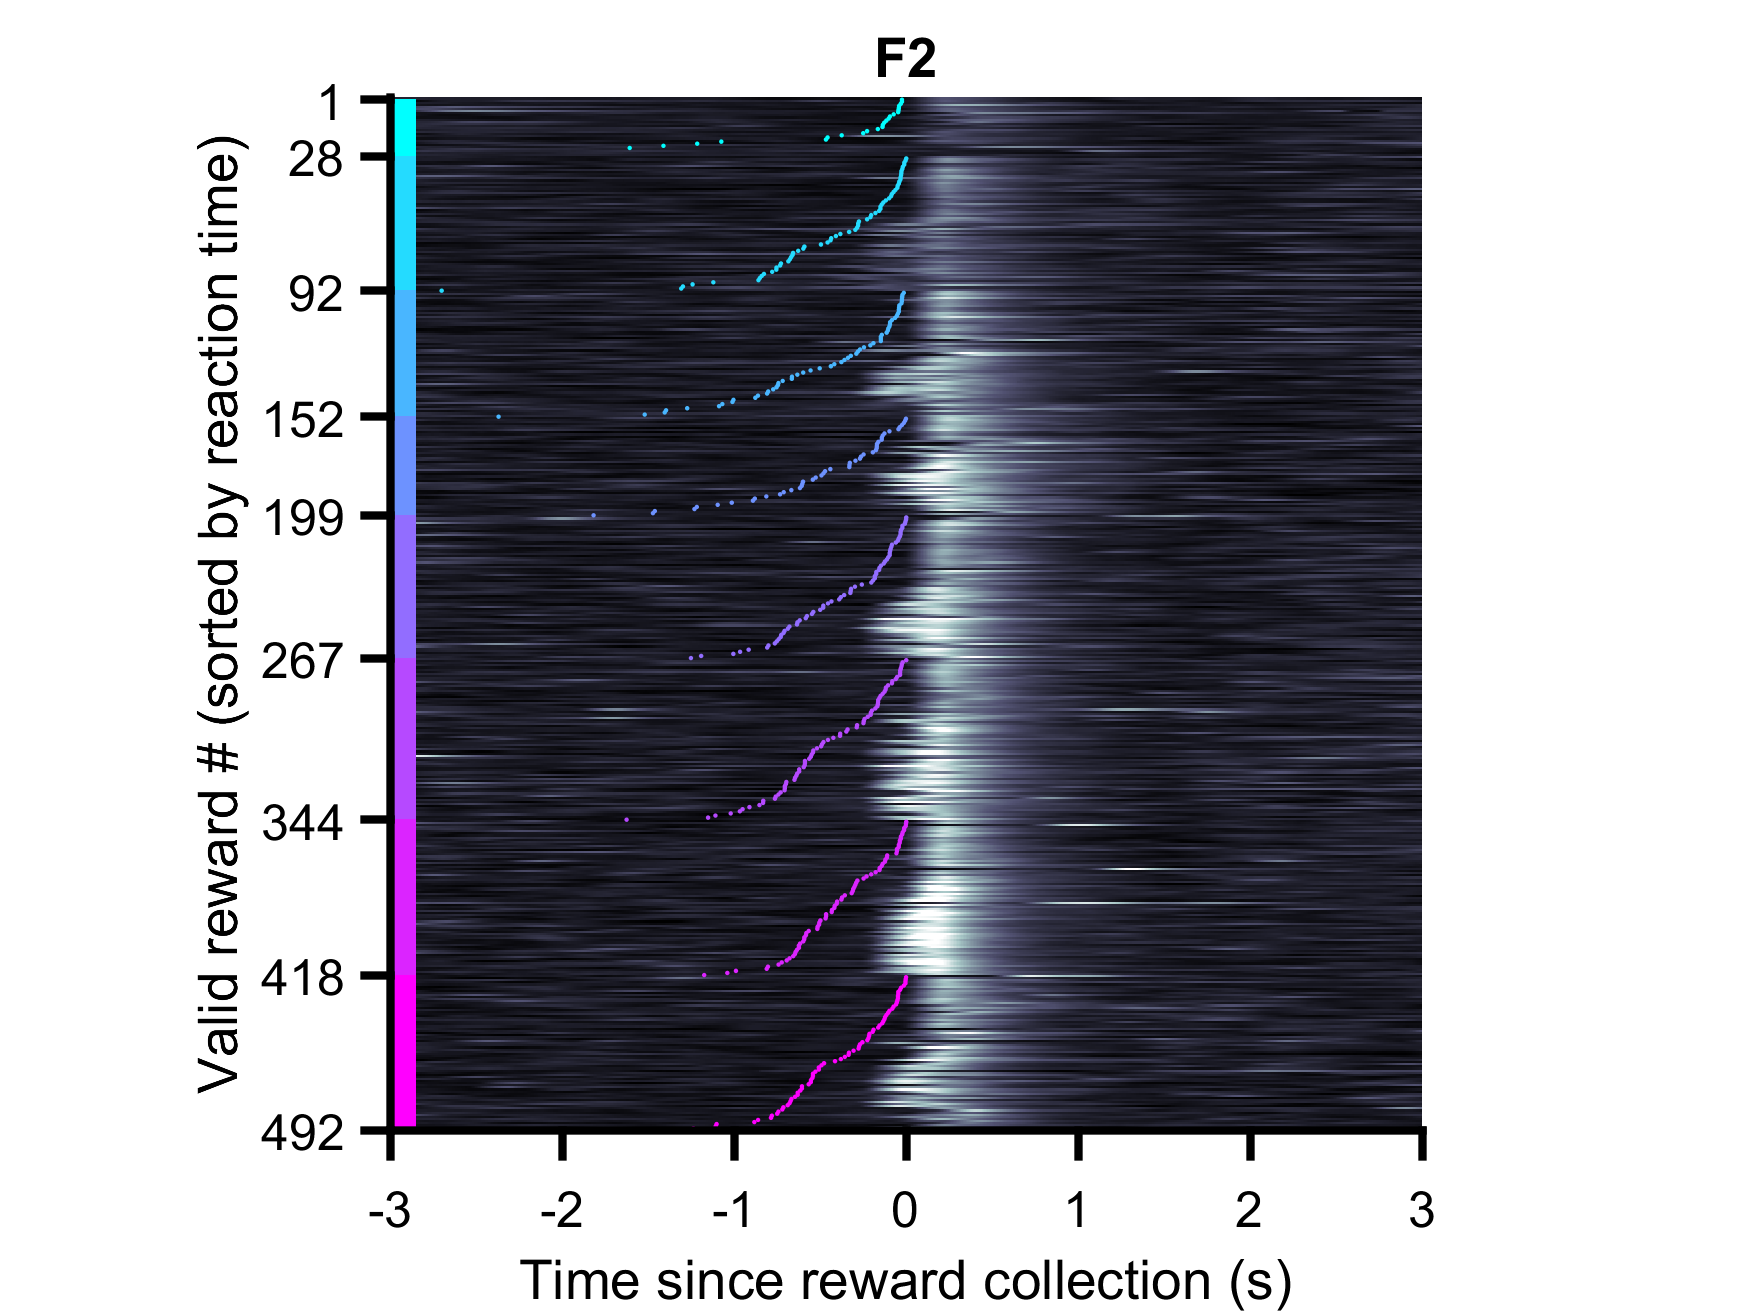 F2
Valid reward # (sorted by reaction time)
1
28
92
152
199
267
344
418
492
-3 -2 -1 0 1 2 3
Time since reward collection (s)